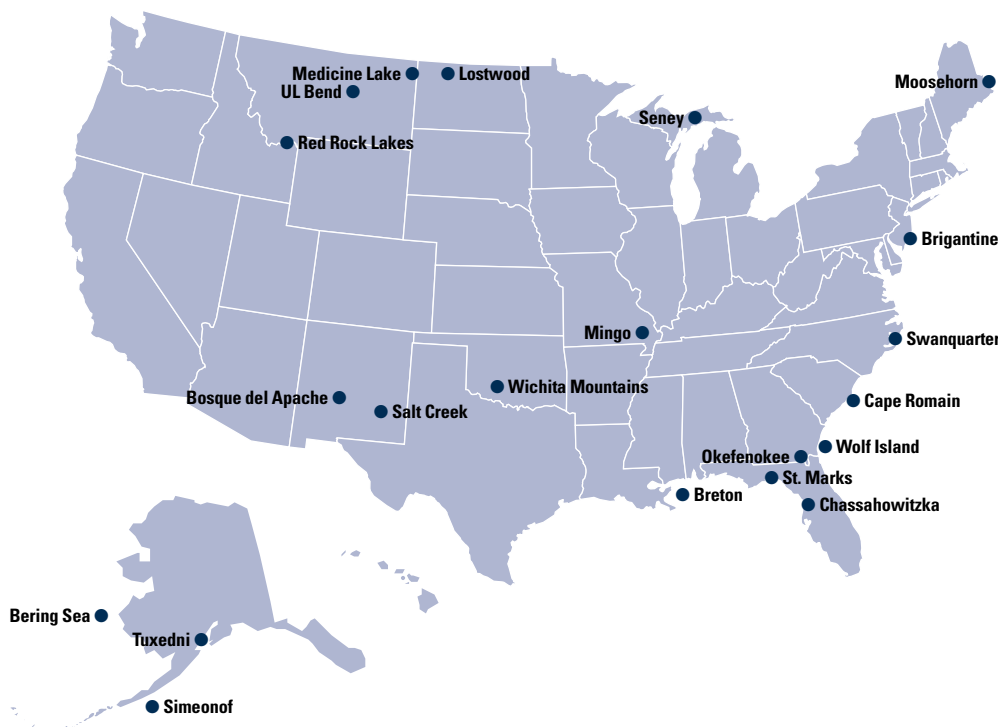 Medicine Lake
Lostwood
Moosehorn
UL Bend
Seney
Red Rock Lakes
Brigantine
Mingo
Swanquarter
Wichita Mountains
Bosque del Apache
Salt Creek
Cape Romain
Wolf Island
Okefenokee
St. Marks
Breton
Chassahowitzka
Bering Sea
Tuxedni
Simeonof